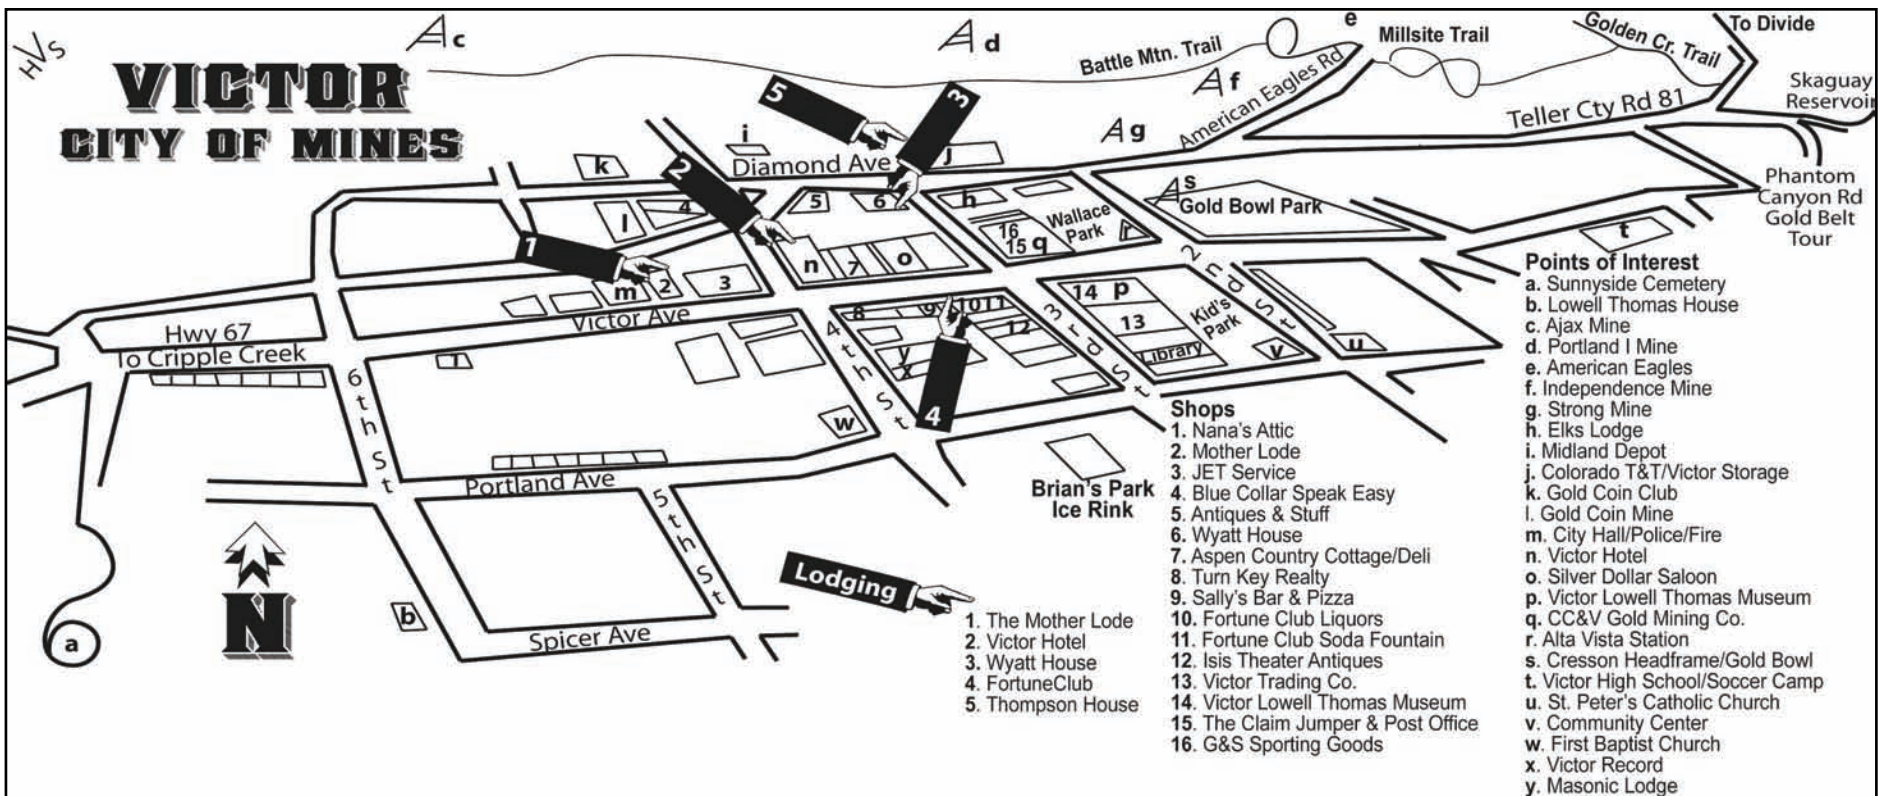 HVS
VICTOR
CITY OF MINES
c
d
e
f
g
Battle Mtn. Trail
Millsite Trail
Golden Cr. Trail
To Divide
American Eagles Rd
Teller Cty Rd 81
Skaguay
Reservoir
Phantom
Canyon Rd
Gold Belt
Tour
5
3
2
1
i
j
k
Diamond Ave
l
4
5
6
h
s
Gold Bowl Park
Wallace
Park
r
16
15 q
t
n
7
o
m
2
3
Victor Ave
Hwy 67
To Cripple Creek
8
9
10 11
12
y
x
4
14 p
13
Library
Kid's
Park
v
u
2nd St
3rd St
4th St
5th St
6th St
1
w
Portland Ave
Spicer Ave
b
a
N
Brian's Park
Ice Rink
Lodging
1. The Mother Lode
2. Victor Hotel
3. Wyatt House
4. FortuneClub
5. Thompson House
Shops
1. Nana's Attic
2. Mother Lode
3. JET Service
4. Blue Collar Speak Easy
5. Antiques & Stuff
6. Wyatt House
7. Aspen Country Cottage/Deli
8. Turn Key Realty
9. Sally's Bar & Pizza
10. Fortune Club Liquors
11. Fortune Club Soda Fountain
12. Isis Theater Antiques
13. Victor Trading Co.
14. Victor Lowell Thomas Museum
15. The Claim Jumper & Post Office
16. G&S Sporting Goods
Points of Interest
a. Sunnyside Cemetery
b. Lowell Thomas House
c. Ajax Mine
d. Portland I Mine
e. American Eagles
f. Independence Mine
g. Strong Mine
h. Elks Lodge
i. Midland Depot
j. Colorado T&T/Victor Storage
k. Gold Coin Club
l. Gold Coin Mine
m. City Hall/Police/Fire
n. Victor Hotel
o. Silver Dollar Saloon
p. Victor Lowell Thomas Museum
q. CC&V Gold Mining Co.
r. Alta Vista Station
s. Cresson Headframe/Gold Bowl
t. Victor High School/Soccer Camp
u. St. Peter's Catholic Church
v. Community Center
w. First Baptist Church
x. Victor Record
y. Masonic Lodge